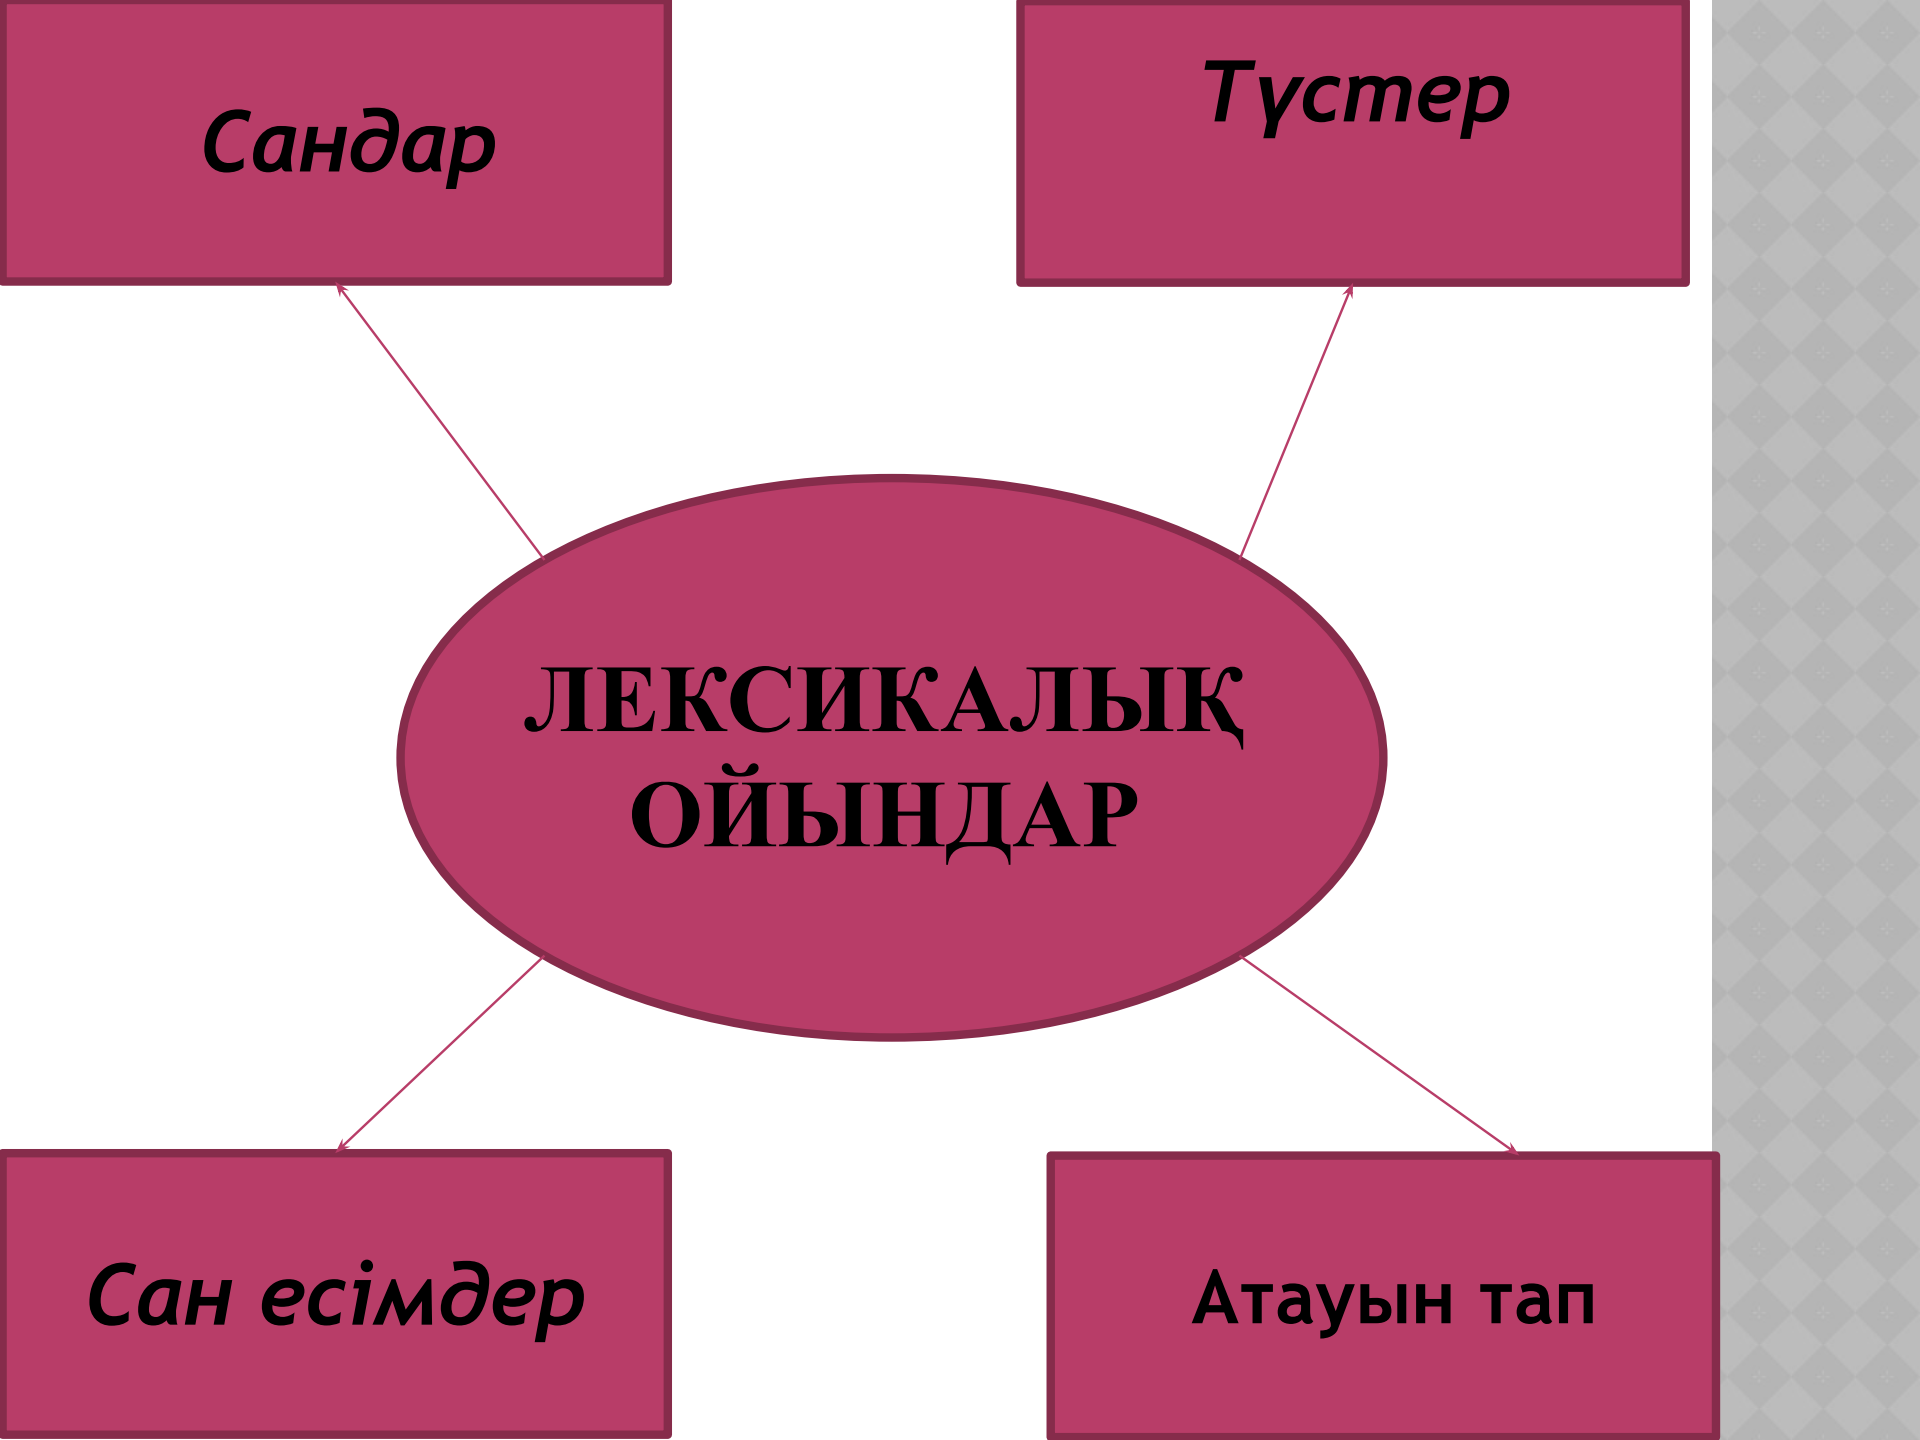 Сандар
Түстер
ЛЕКСИКАЛЫҚ
ОЙЫНДАР
Сан есімдер
Атауын тап